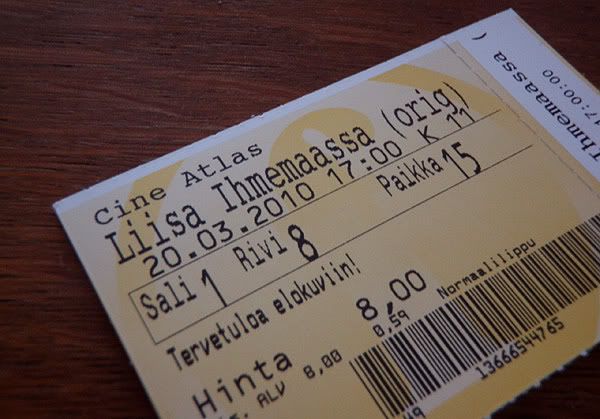 Cine Atlas
Liisa Ihmemaassa (orig)
20.03.2010 17:00 K 11
Sali 1 Rivi 8 Paikka 15
Tervetuloa elokuviin!
Hinta 8,00 Normaalilippu
ALV 8,00 0,59
13666544765
Ihmemaassa (
17:00:00